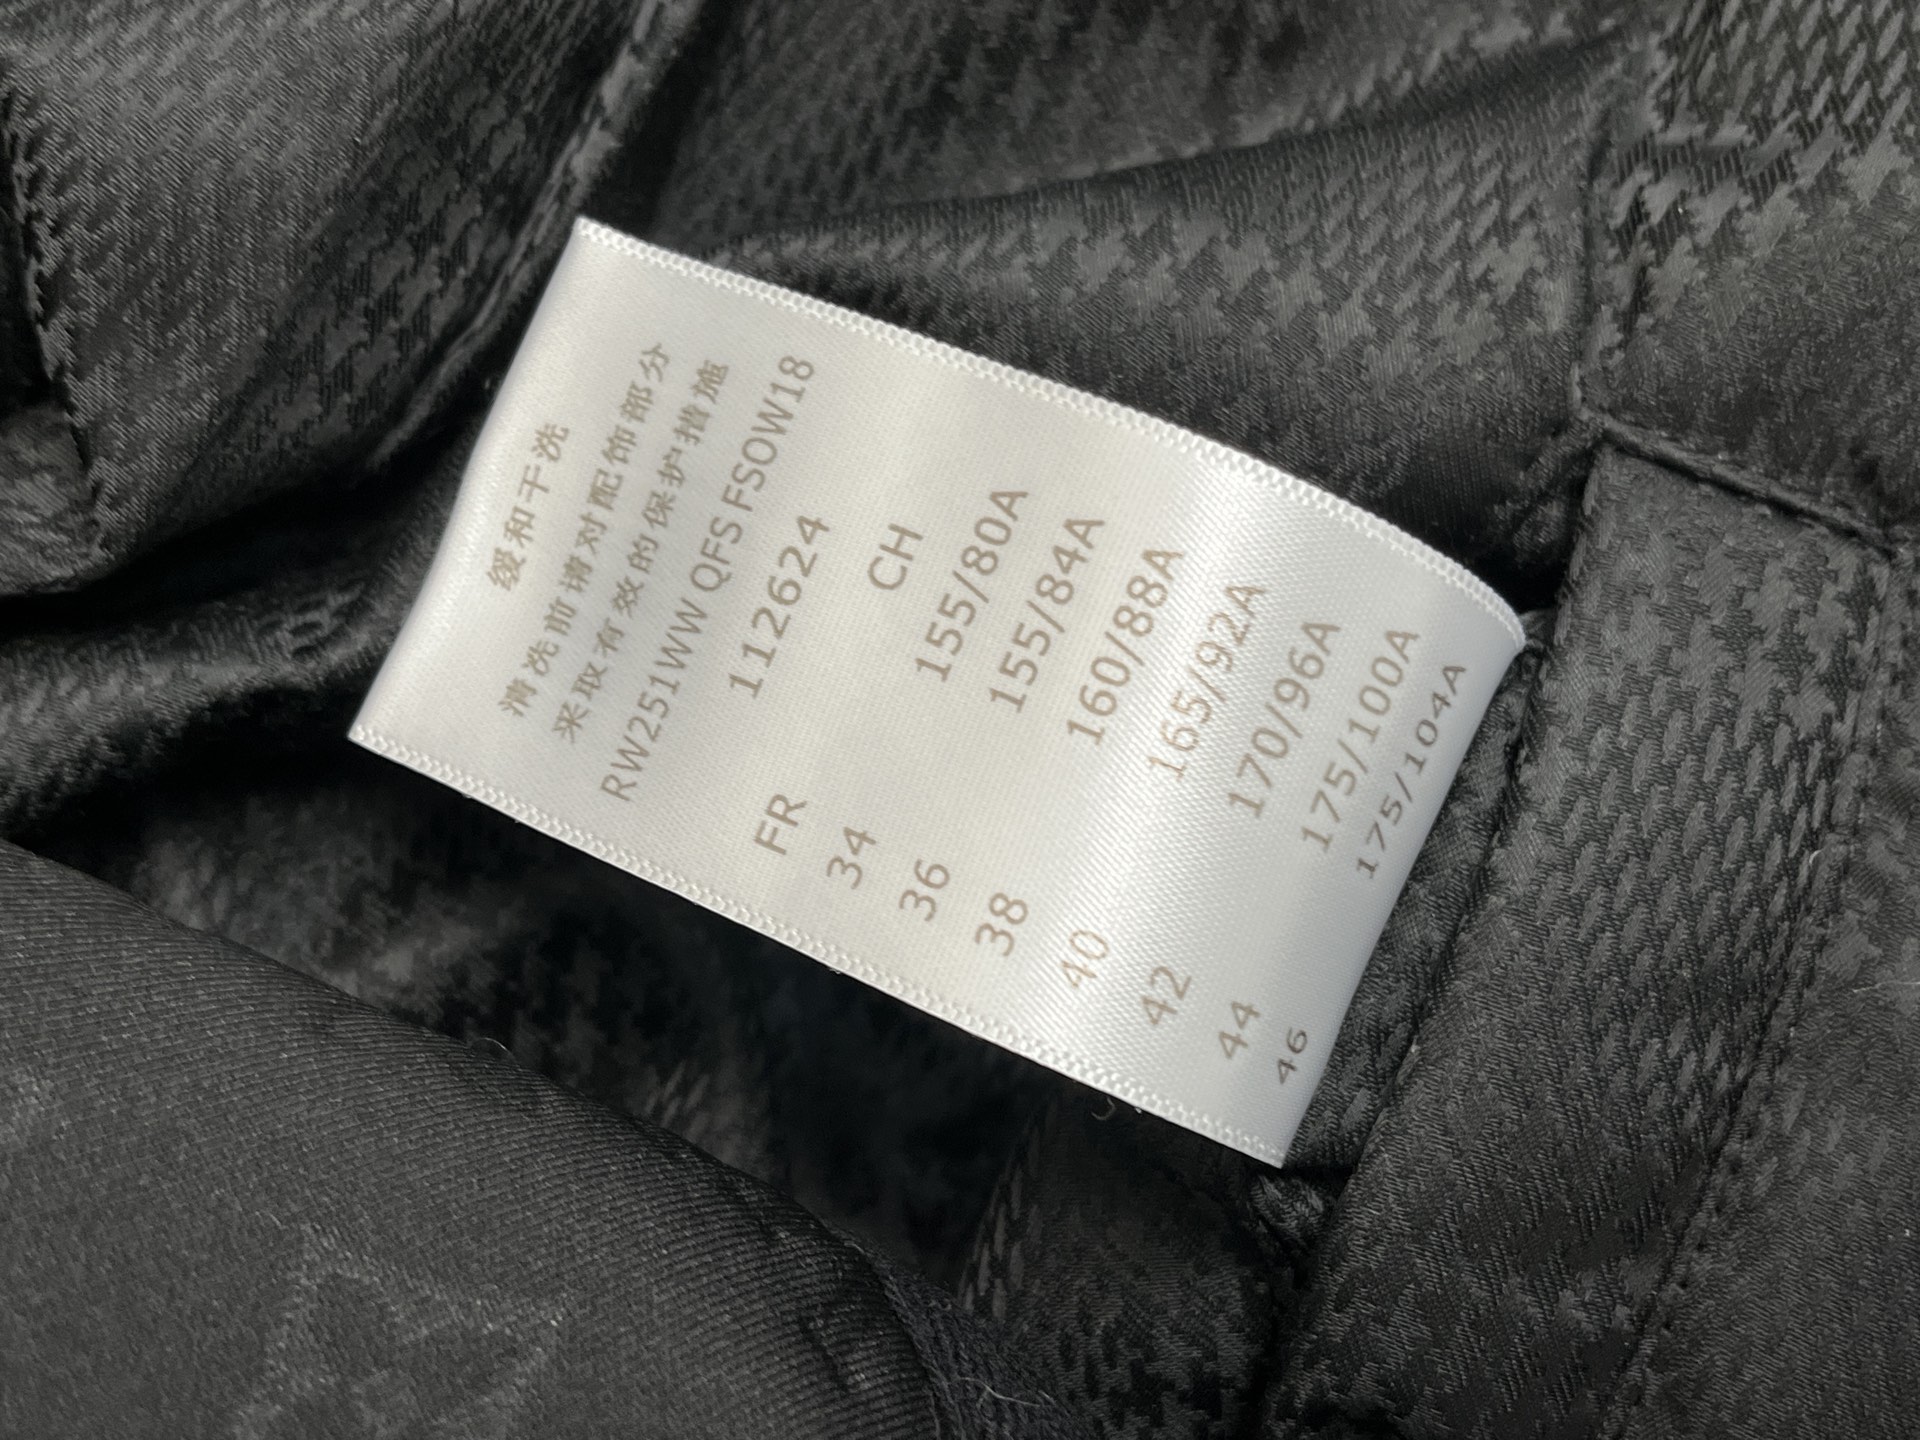 缓和干洗
清洗前请对配饰部分
采取有效的保护措施
RW251WW QFS FSOW18
112624
FR CH
34 155/80A
36 155/84A
38 160/88A
40 165/92A
42 170/96A
44 175/100A
46 175/104A